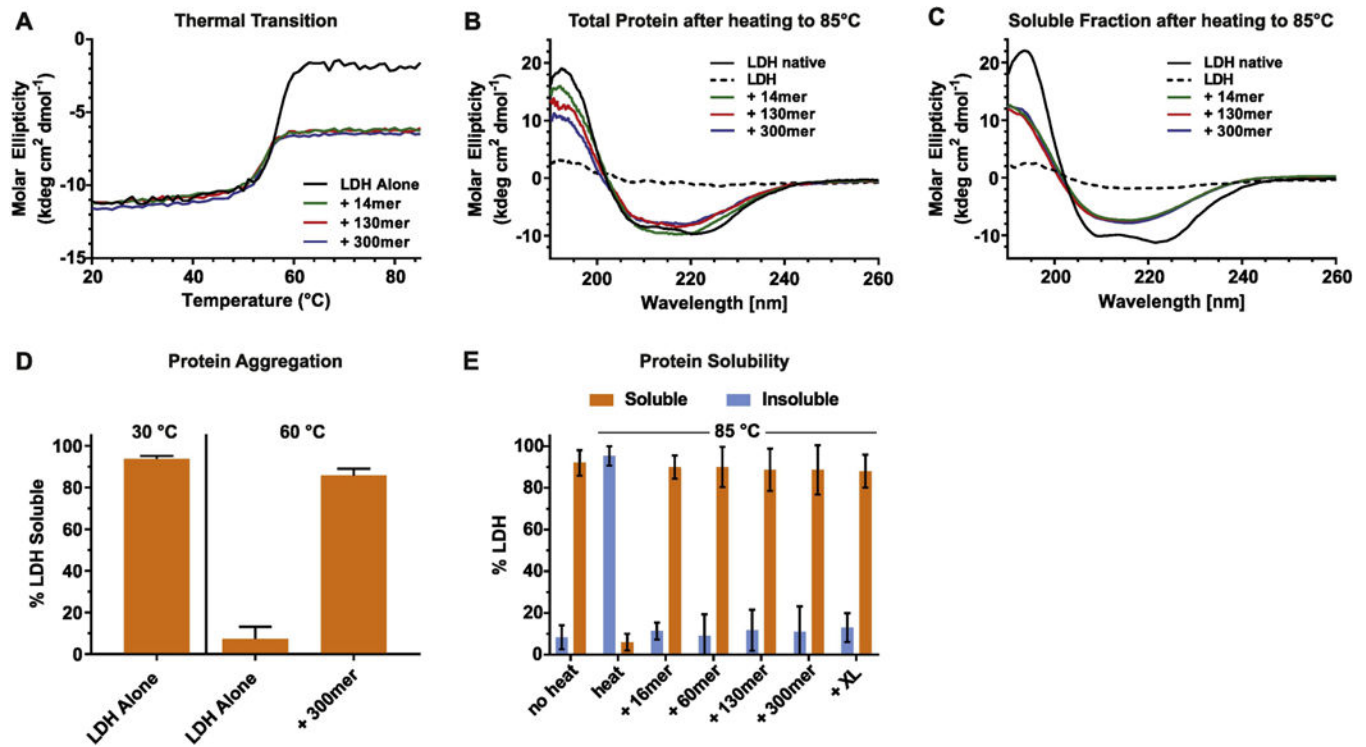 A Thermal Transition
0
-5
-10
-15
20 40 60 80
Temperature (°C)
Molar Ellipticity
(kdeg cm² dmol⁻¹)
LDH Alone
+ 14mer
+ 130mer
+ 300mer
B Total Protein after heating to 85°C
20
10
0
-10
200 220 240 260
Wavelength [nm]
Molar Ellipticity
(kdeg cm² dmol⁻¹)
LDH native
LDH
+ 14mer
+ 130mer
+ 300mer
C Soluble Fraction after heating to 85°C
20
10
0
-10
200 220 240 260
Wavelength [nm]
Molar Ellipticity
(kdeg cm² dmol⁻¹)
LDH native
LDH
+ 14mer
+ 130mer
+ 300mer
D Protein Aggregation
30 °C 60 °C
100
80
60
40
20
0
% LDH Soluble
LDH Alone
LDH Alone
+ 300mer
E Protein Solubility
Soluble Insoluble
85 °C
100
80
60
40
20
0
% LDH
no heat
heat
+ 16mer
+ 60mer
+ 130mer
+ 300mer
+ XL